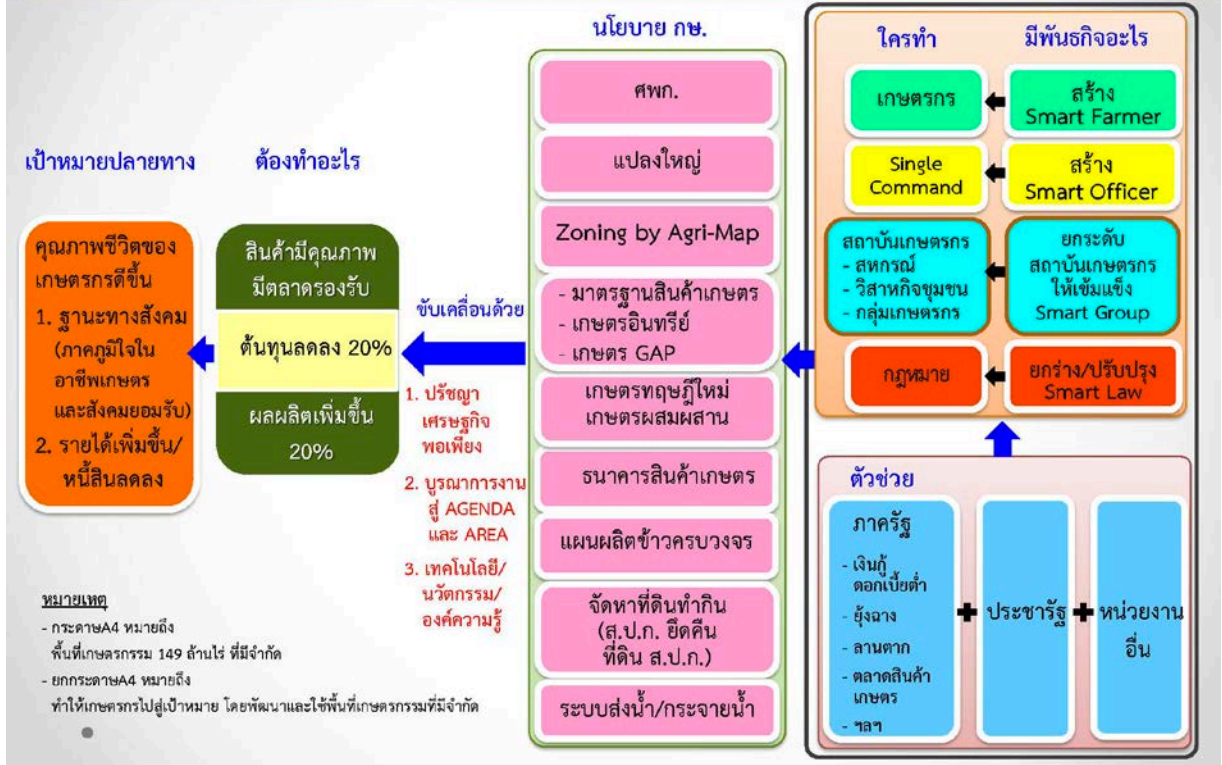 เป้าหมายปลายทาง
คุณภาพชีวิตของ
เกษตรกรดีขึ้น
1. ฐานะทางสังคม
(ภาคภูมิใจใน
อาชีพเกษตร
และสังคมยอมรับ)
2. รายได้เพิ่มขึ้น/
หนี้สินลดลง
ต้องทำอะไร
สินค้ามีคุณภาพ
มีตลาดรองรับ
ต้นทุนลดลง 20%
ผลผลิตเพิ่มขึ้น
20%
ขับเคลื่อนด้วย
1. ปรัชญา
เศรษฐกิจ
พอเพียง
2. บูรณาการงาน
สู่ AGENDA
และ AREA
3. เทคโนโลยี/
นวัตกรรม/
องค์ความรู้
นโยบาย กษ.
ศพก.
แปลงใหญ่
Zoning by Agri-Map
- มาตรฐานสินค้าเกษตร
- เกษตรอินทรีย์
- เกษตร GAP
เกษตรทฤษฎีใหม่
เกษตรผสมผสาน
ธนาคารสินค้าเกษตร
แผนผลิตข้าวครบวงจร
จัดหาที่ดินทำกิน
(ส.ป.ก. ยึดคืน
ที่ดิน ส.ป.ก.)
ระบบส่งน้ำ/กระจายน้ำ
ใครทำ
มีพันธกิจอะไร
เกษตรกร
สร้าง
Smart Farmer
Single
Command
สร้าง
Smart Officer
สถาบันเกษตรกร
- สหกรณ์
- วิสาหกิจชุมชน
- กลุ่มเกษตรกร
ยกระดับ
สถาบันเกษตรกร
ให้เข้มแข็ง
Smart Group
กฎหมาย
ยกร่าง/ปรับปรุง
Smart Law
ตัวช่วย
ภาครัฐ
- เงินกู้
ดอกเบี้ยต่ำ
- ยุ้งฉาง
- ลานตาก
- ตลาดสินค้า
เกษตร
- ฯลฯ
ประชารัฐ
หน่วยงาน
อื่น
หมายเหตุ
- กระดาษA4 หมายถึง
พื้นที่เกษตรกรรม 149 ล้านไร่ ที่มีจำกัด
- ยกกระดาษA4 หมายถึง
ทำให้เกษตรกรไปสู่เป้าหมาย โดยพัฒนาและใช้พื้นที่เกษตรกรรมที่มีจำกัด